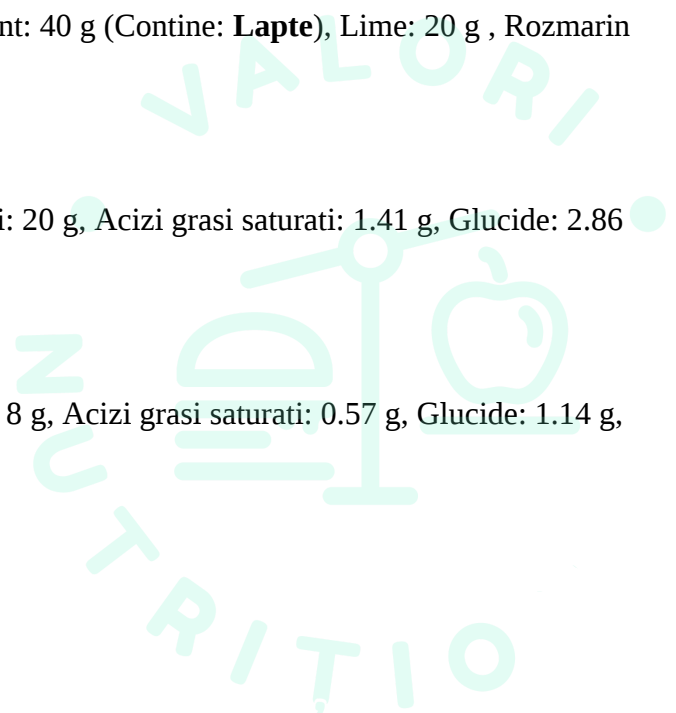 nt: 40 g (Contine: Lapte), Lime: 20 g , Rozmarin
VALORI
i: 20 g, Acizi grasi saturati: 1.41 g, Glucide: 2.86
8 g, Acizi grasi saturati: 0.57 g, Glucide: 1.14 g,
NUTRITIO